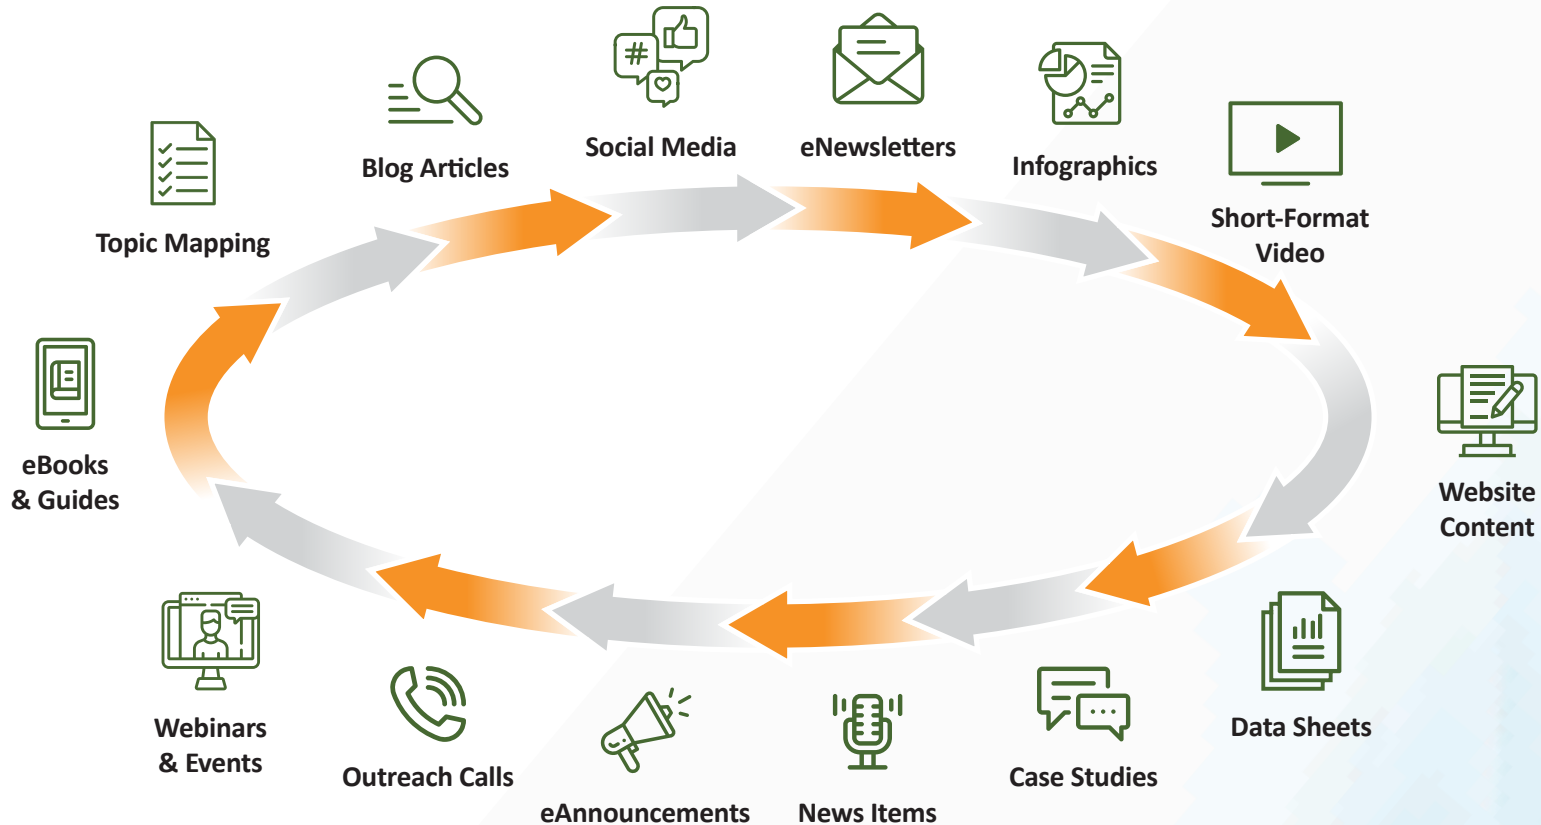 Social Media
eNewsletters
Blog Articles
Infographics
Short-Format
Video
Topic Mapping
eBooks
& Guides
Website
Content
Webinars
& Events
Data Sheets
Outreach Calls
Case Studies
eAnnouncements
News Items
#